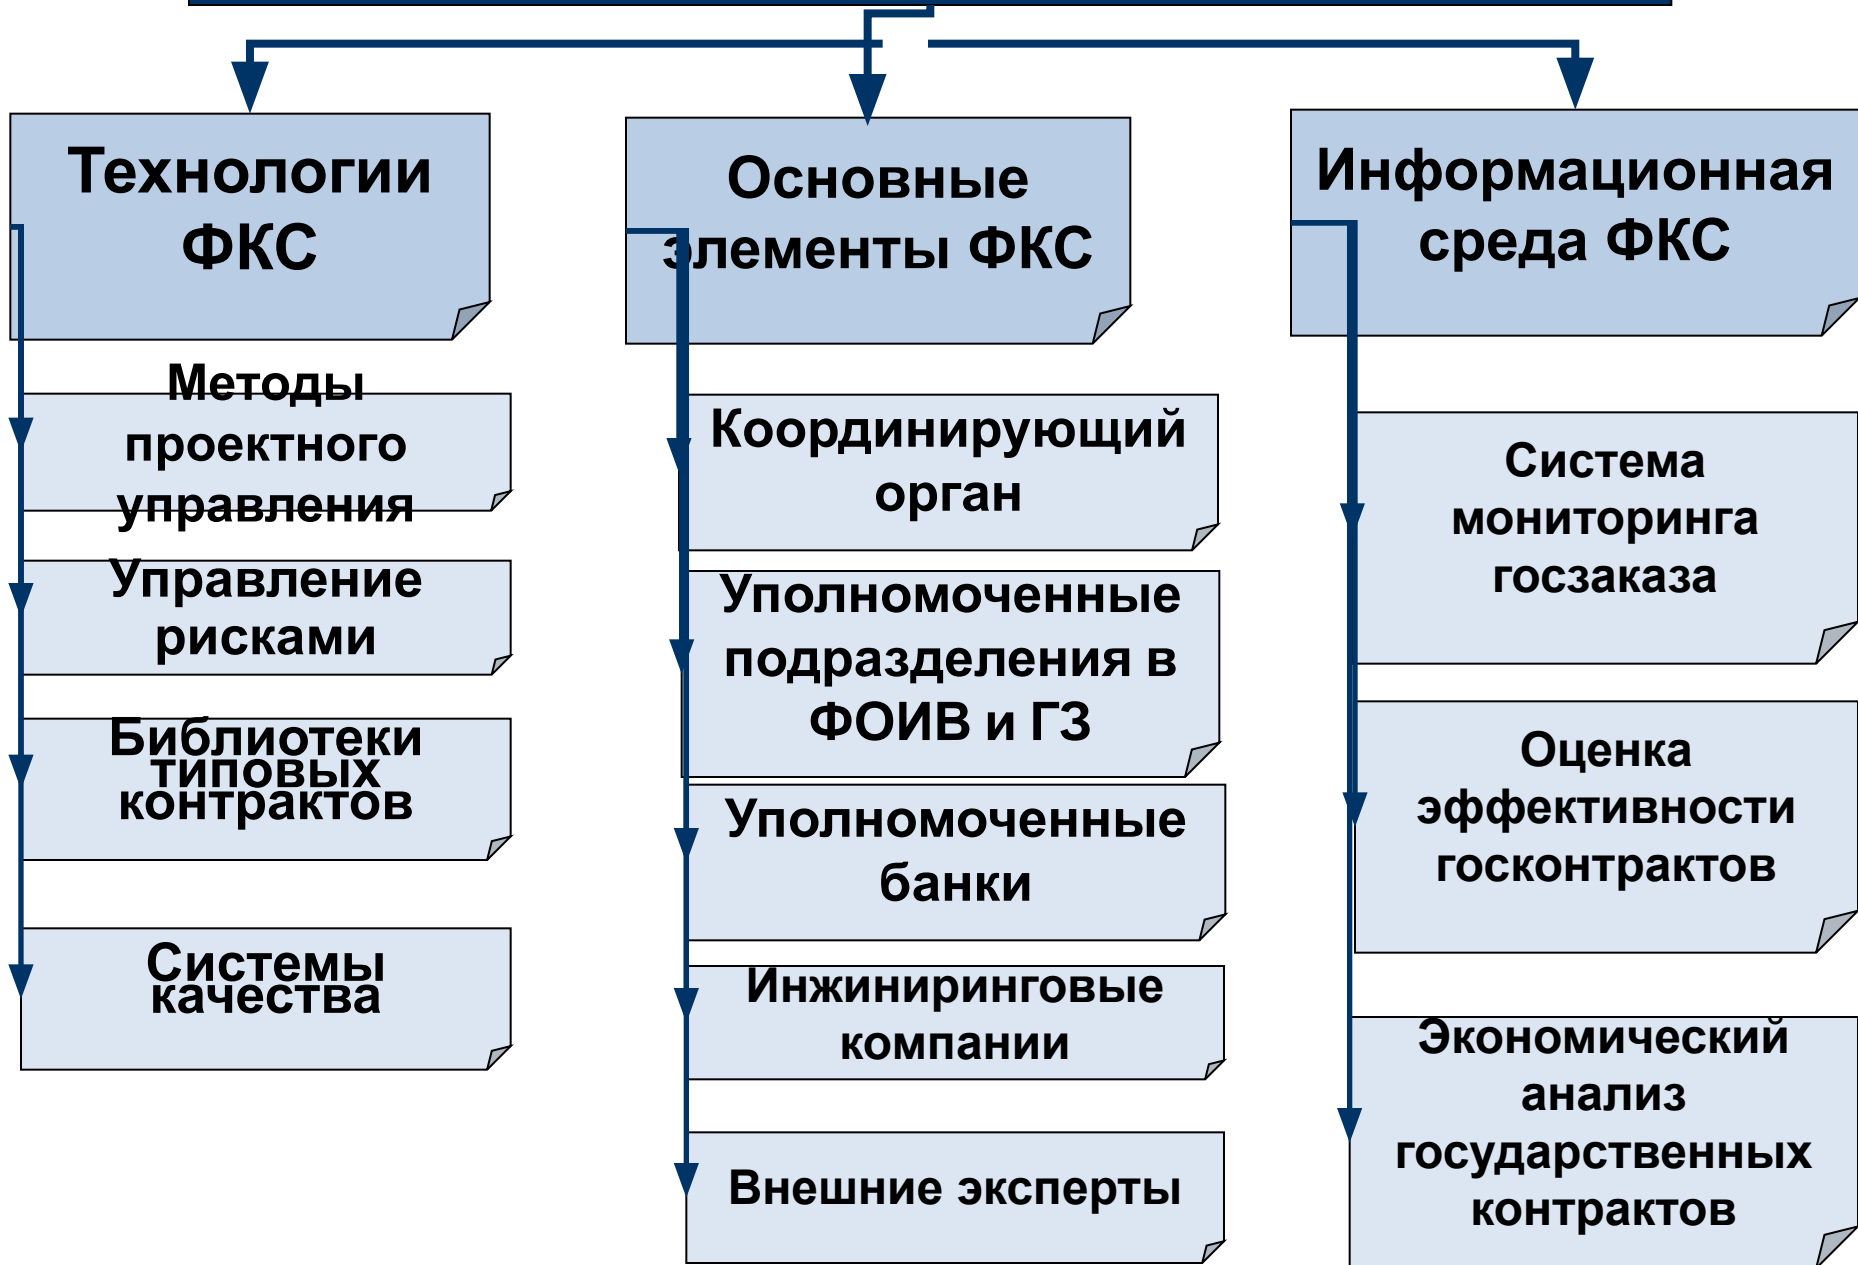 Технологии
ФКС
Методы
проектного
управления
Управление
рисками
Библиотеки
типовых
контрактов
Системы
качества
Основные
элементы ФКС
Координирующий
орган
Уполномоченные
подразделения в
ФОИВ и ГЗ
Уполномоченные
банки
Инжиниринговые
компании
Внешние эксперты
Информационная
среда ФКС
Система
мониторинга
госзаказа
Оценка
эффективности
госконтрактов
Экономический
анализ
государственных
контрактов